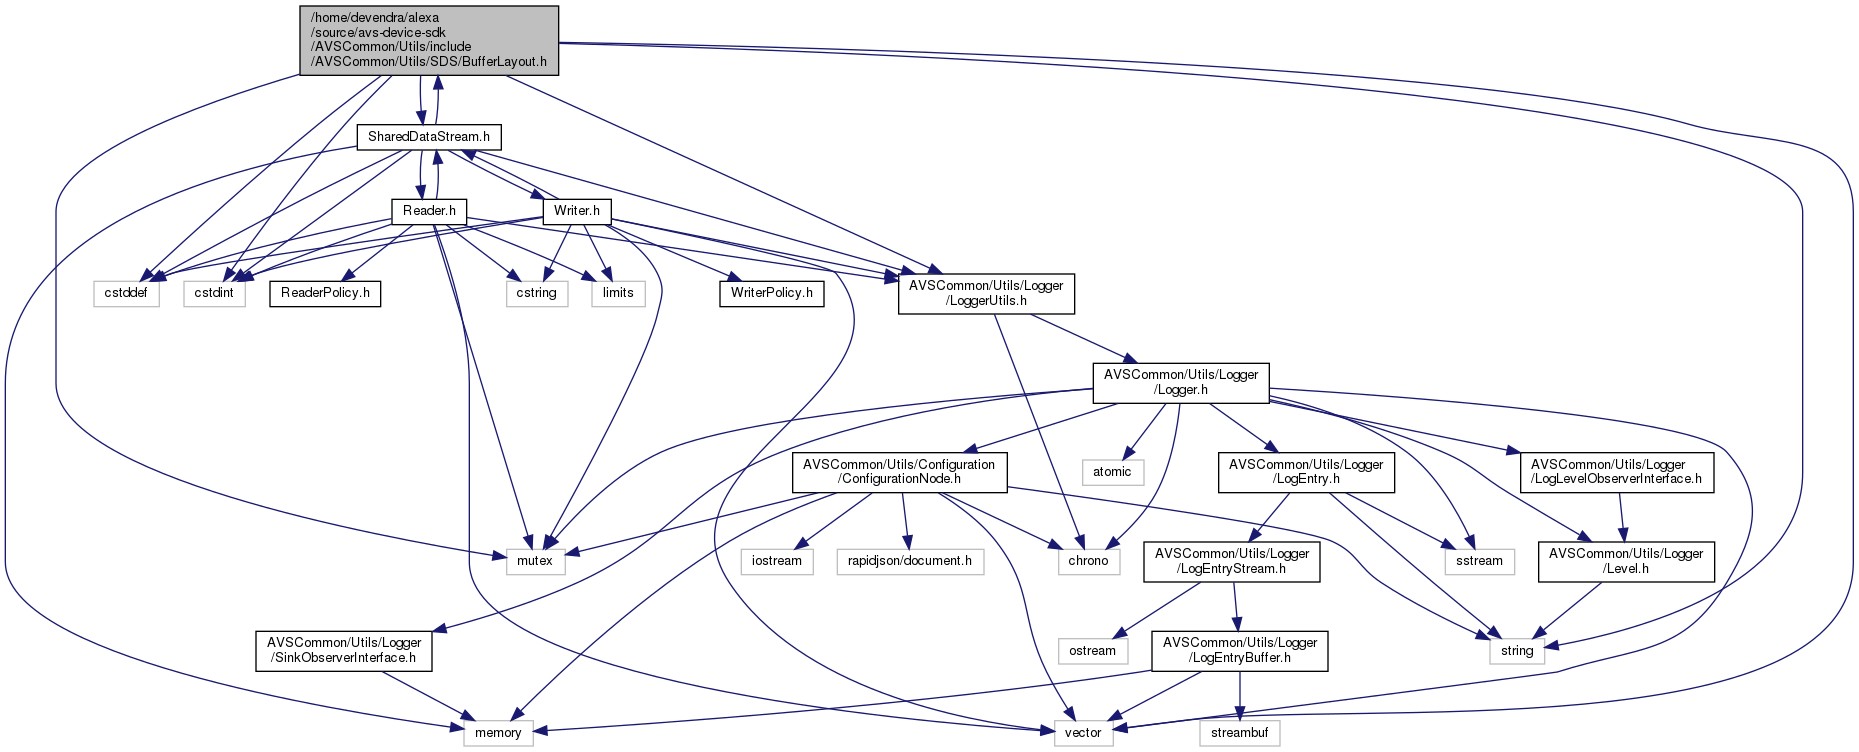 /home/devendra/alexa
/source/avs-device-sdk
/AVSCommon/Utils/include
/AVSCommon/Utils/SDS/BufferLayout.h
SharedDataStream.h
Reader.h
Writer.h
cstddef
cstdint
ReaderPolicy.h
cstring
limits
WriterPolicy.h
AVSCommon/Utils/Logger
/LoggerUtils.h
AVSCommon/Utils/Logger
/Logger.h
AVSCommon/Utils/Configuration
/ConfigurationNode.h
atomic
AVSCommon/Utils/Logger
/LogEntry.h
AVSCommon/Utils/Logger
/LogLevelObserverInterface.h
mutex
iostream
rapidjson/document.h
chrono
AVSCommon/Utils/Logger
/LogEntryStream.h
sstream
AVSCommon/Utils/Logger
/Level.h
AVSCommon/Utils/Logger
/SinkObserverInterface.h
ostream
AVSCommon/Utils/Logger
/LogEntryBuffer.h
string
memory
vector
streambuf